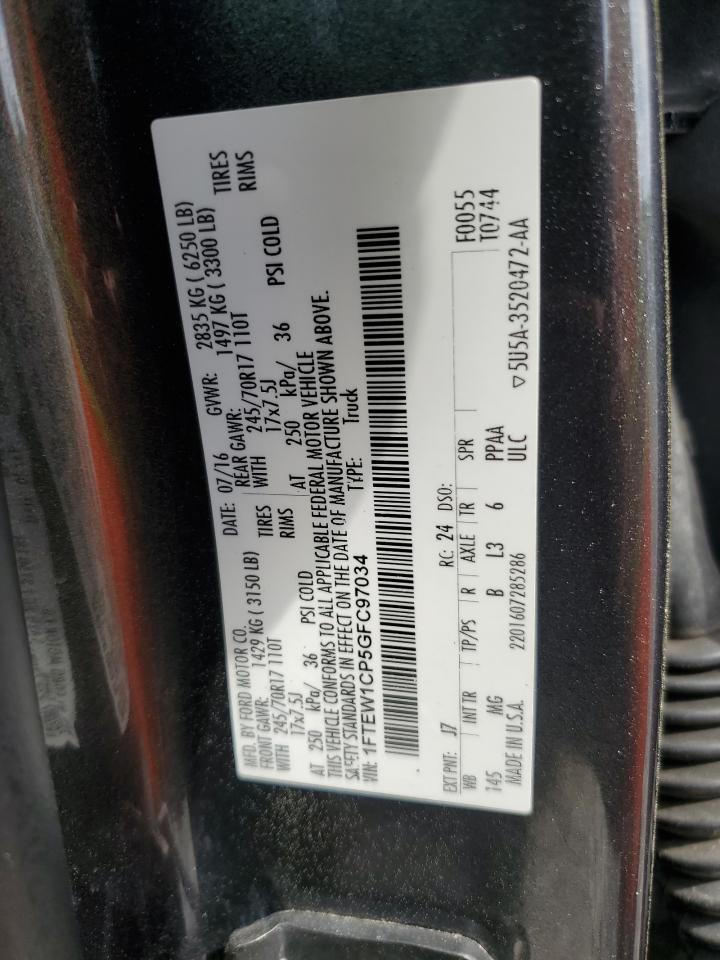 MFD. BY FORD MOTOR CO. DATE: 07/16 GVWR: 2835 KG ( 6250 LB)
FRONT GAWR: 1429 KG ( 3150 LB) REAR GAWR: 1497 KG ( 3300 LB)
WITH 245/70R17 110T TIRES WITH 245/70R17 110T TIRES
17x7.5J RIMS 17x7.5J RIMS
AT 250 kPa/ 36 PSI COLD AT 250 kPa/ 36 PSI COLD
THIS VEHICLE CONFORMS TO ALL APPLICABLE FEDERAL MOTOR VEHICLE
SAFETY STANDARDS IN EFFECT ON THE DATE OF MANUFACTURE SHOWN ABOVE.
VIN: 1FTEW1CP5GFC97034 TYPE: Truck
EXT PNT: J7 RC: 24 DSO: F0055
WB INT TR TP/PS R AXLE TR SPR T0744
145 MG B L3 6 PPAA
MADE IN U.S.A. 2201607285286 ULC ▽5U5A-3520472-AA